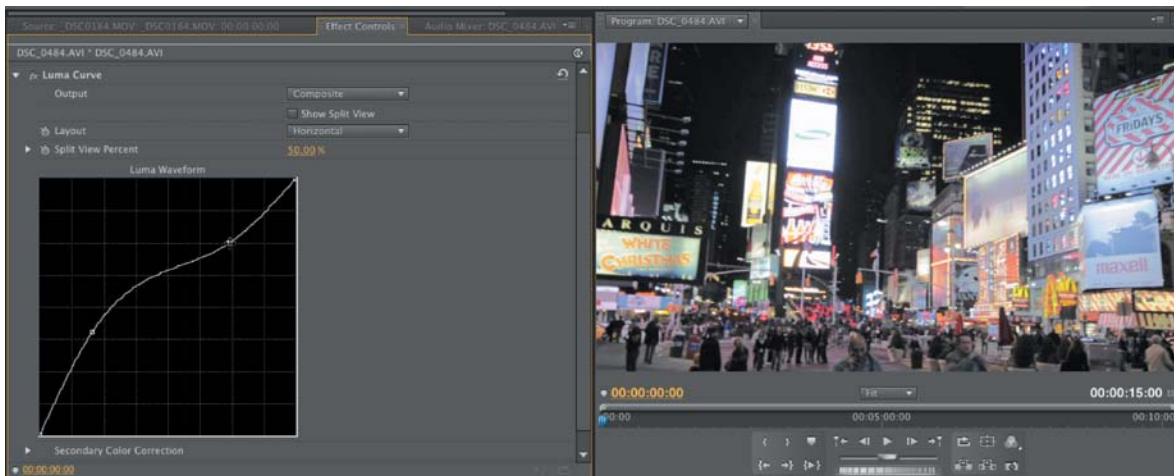 Source: _DSC0184.MOV: _DSC0184.MOV: 00:00:00:00
Effect Controls
Audio Mixer: DSC_0484.AVI
DSC_0484.AVI * DSC_0484.AVI
fx Luma Curve
Output
Composite
Show Split View
Layout
Horizontal
Split View Percent
50.00 %
Luma Waveform
Secondary Color Correction
00:00:00:00
Program: DSC_0484.AVI
ARQUIS
WHITE
CHRISTMAS
FRiDAYS
maxell
00:00:00:00
Fit
00:00:15:00
00:00
00:05:00:00
00:10:00